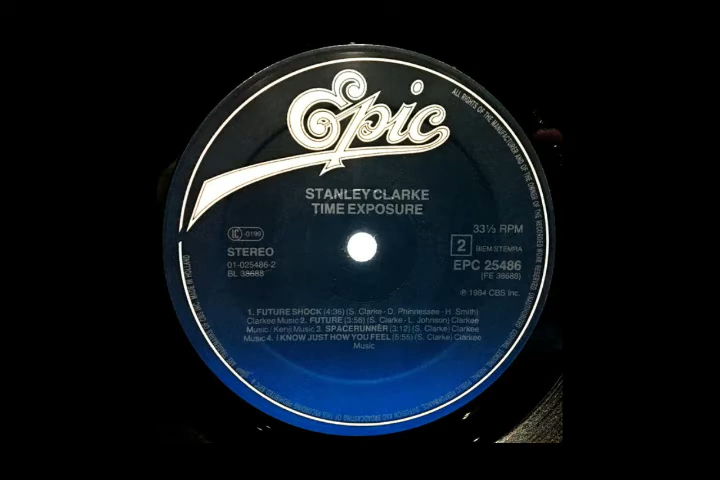 Epic
STANLEY CLARKE
TIME EXPOSURE
-0190
STEREO
01-025486-2
BL 38688
33⅓ RPM
2
BIEM STEMRA
EPC 25486
(FE 38688)
℗ 1984 CBS Inc.
1. FUTURE SHOCK (4:36) (S. Clarke - D. Phinnessee - H. Smith)
Clarkee Music 2. FUTURE (3:56) (S. Clarke - L. Johnson) Clarkee
Music / Kenji Music 3. SPACERUNNER (3:12) (S. Clarke) Clarkee
Music 4. I KNOW JUST HOW YOU FEEL (5:55) (S. Clarke) Clarkee
Music
ALL RIGHTS OF THE MANUFACTURER AND OF THE OWNER OF THE RECORDED WORK RESERVED